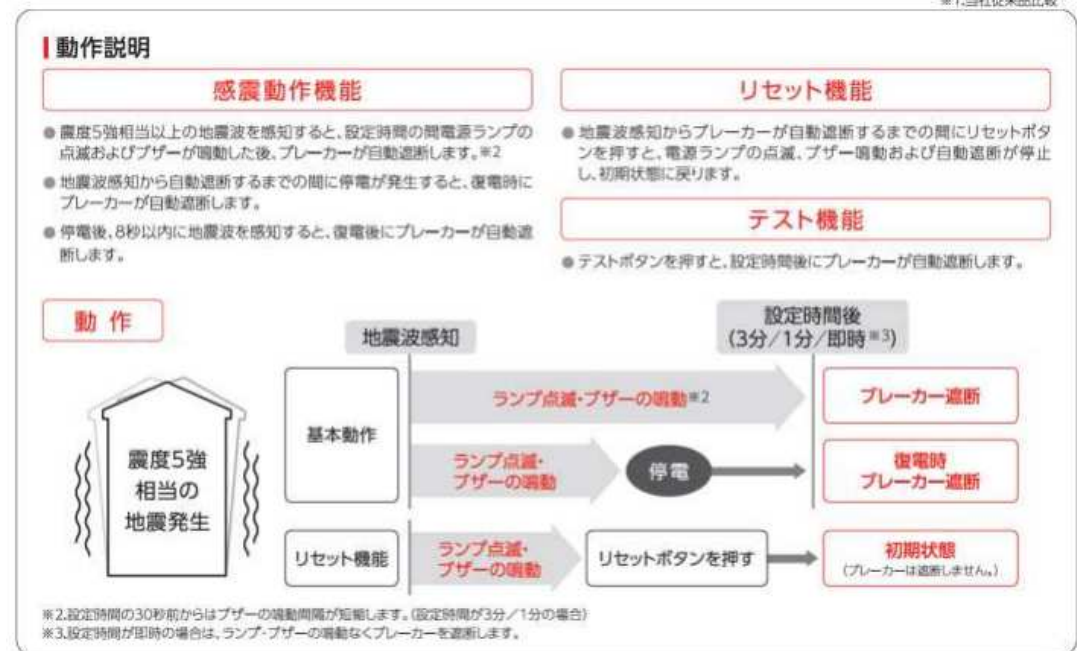 ※1.当社従来品比較
動作説明
感震動作機能
●震度5強相当以上の地震波を感知すると、設定時間の間電源ランプの
点滅およびブザーが鳴動した後、ブレーカーが自動遮断します。※2
●地震波感知から自動遮断するまでの間に停電が発生すると、復電時に
ブレーカーが自動遮断します。
●停電後、8秒以内に地震波を感知すると、復電後にブレーカーが自動遮
断します。
リセット機能
●地震波感知からブレーカーが自動遮断するまでの間にリセットボタ
ンを押すと、電源ランプの点滅、ブザー鳴動および自動遮断が停止
し、初期状態に戻ります。
テスト機能
●テストボタンを押すと、設定時間後にブレーカーが自動遮断します。
動作
地震波感知
設定時間後
(3分/1分/即時※3)
震度5強
相当の
地震発生
基本動作
ランプ点滅・ブザーの鳴動※2
ブレーカー遮断
ランプ点滅・
ブザーの鳴動
停電
復電時
ブレーカー遮断
リセット機能
ランプ点滅・
ブザーの鳴動
リセットボタンを押す
初期状態
(ブレーカーは遮断しません。)
※2.設定時間の30秒前からはブザーの鳴動間隔が短縮します。(設定時間が3分/1分の場合)
※3.設定時間が即時の場合は、ランプ・ブザーの鳴動なくブレーカーを遮断します。